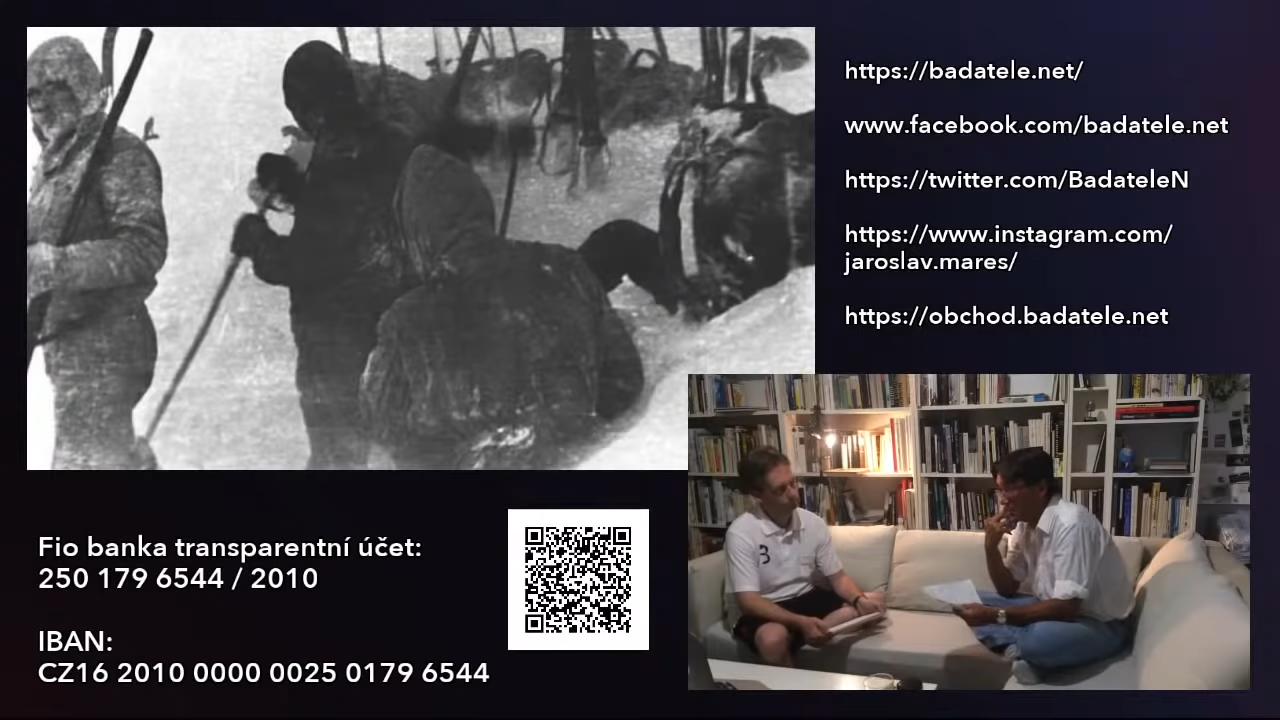 https://badatele.net/
www.facebook.com/badatele.net
https://twitter.com/BadateleN
https://www.instagram.com/
jaroslav.mares/
https://obchod.badatele.net
Fio banka transparentní účet:
250 179 6544 / 2010
IBAN:
CZ16 2010 0000 0025 0179 6544